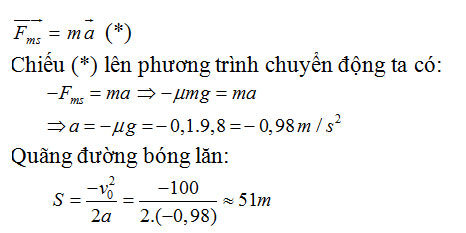 $\overrightarrow{F_{ms}} = m\vec{a}$ (*)
Chiếu (*) lên phương trình chuyển động ta có:
$-F_{ms} = ma \Rightarrow -\mu mg = ma$
$\Rightarrow a = -\mu g = -0,1.9,8 = -0,98 m/s^2$
Quãng đường bóng lăn:
$S = \frac{-v_0^2}{2a} = \frac{-100}{2.(-0,98)} \approx 51m$